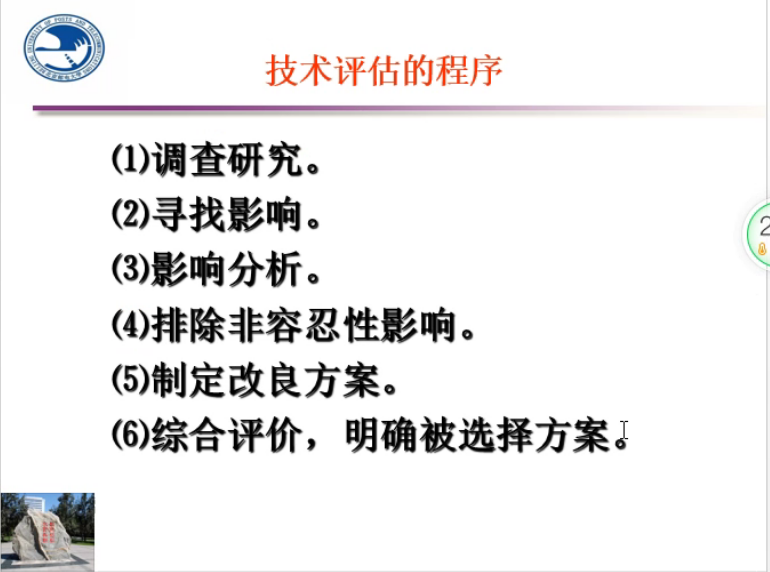 技术评估的程序
⑴调查研究。
⑵寻找影响。
⑶影响分析。
⑷排除非容忍性影响。
⑸制定改良方案。
⑹综合评价，明确被选择方案。
2